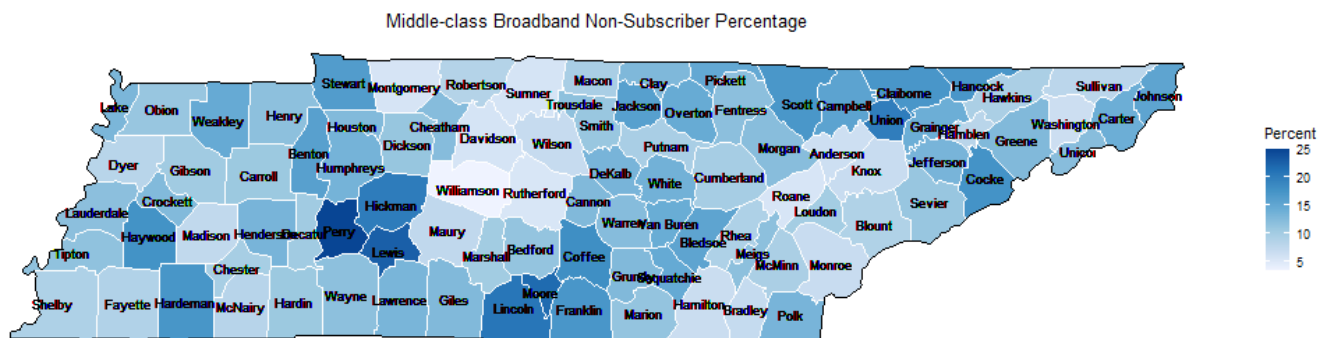 Middle-class Broadband Non-Subscriber Percentage
Stewart
Montgomery
Robertson
Sumner
Macon
Clay
Pickett
Hancock
Claiborne
Sullivan
Johnson
Lake
Obion
Weakley
Henry
Houston
Cheatham
Trousdale
Jackson
Overton
Fentress
Scott
Campbell
Union
Grainger
Hawkins
Hamblen
Washington
Carter
Greene
Unicoi
Dickson
Davidson
Wilson
Smith
Putnam
Morgan
Anderson
Knox
Jefferson
Cocke
Dyer
Gibson
Carroll
Benton
Humphreys
Williamson
Rutherford
DeKalb
Cannon
White
Cumberland
Roane
Loudon
Blount
Sevier
Lauderdale
Crockett
Haywood
Madison
Henderson
Decatur
Perry
Hickman
Lewis
Maury
Marshall
Bedford
Coffee
Warren
Van Buren
Bledsoe
Rhea
Meigs
McMinn
Monroe
Tipton
Chester
Grundy
Sequatchie
Shelby
Fayette
Hardeman
McNairy
Hardin
Wayne
Lawrence
Giles
Lincoln
Moore
Franklin
Marion
Hamilton
Bradley
Polk
Percent
25
20
15
10
5